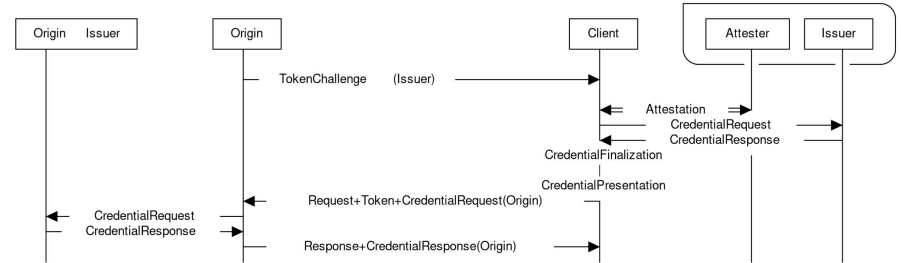 Origin Issuer
Origin
Client
Attester
Issuer
TokenChallenge (Issuer)
Attestation
CredentialRequest
CredentialResponse
CredentialFinalization
CredentialPresentation
Request+Token+CredentialRequest(Origin)
CredentialRequest
CredentialResponse
Response+CredentialResponse(Origin)